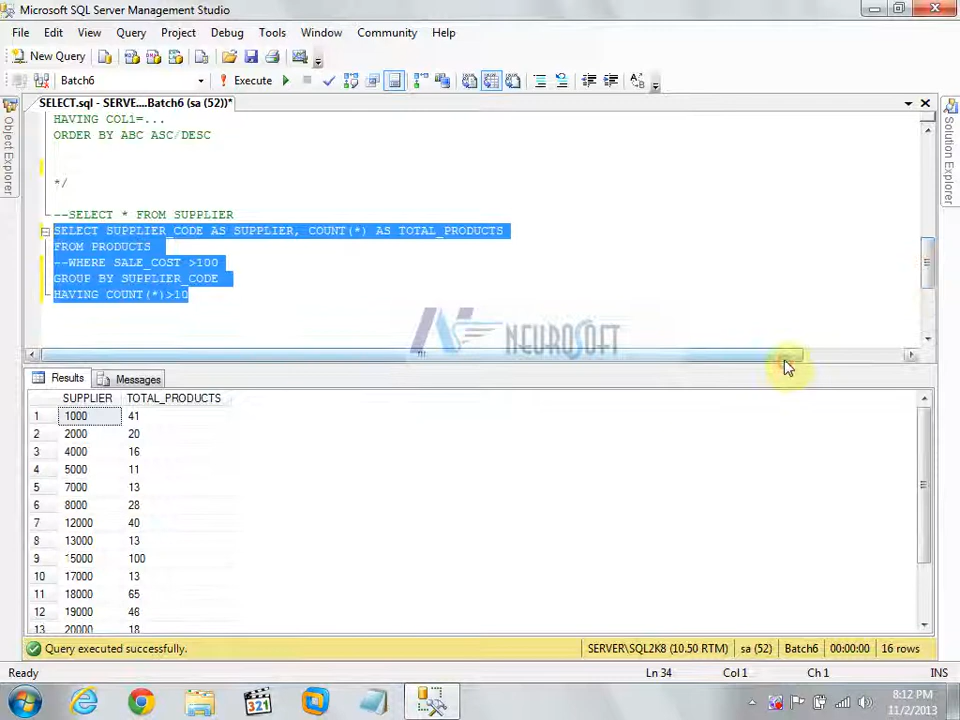 Microsoft SQL Server Management Studio
File Edit View Query Project Debug Tools Window Community Help
New Query
Batch6 Execute
SELECT.sql - SERVE....Batch6 (sa (52))*
Object Explorer
Solution Explorer
HAVING COL1=...
ORDER BY ABC ASC/DESC
*/
--SELECT * FROM SUPPLIER
SELECT SUPPLIER_CODE AS SUPPLIER, COUNT(*) AS TOTAL_PRODUCTS
FROM PRODUCTS
--WHERE SALE_COST >100
GROUP BY SUPPLIER_CODE
HAVING COUNT(*)>10
NEUROSOFT
Results Messages
SUPPLIER TOTAL_PRODUCTS
1 1000 41
2 2000 20
3 4000 16
4 5000 11
5 7000 13
6 8000 28
7 12000 40
8 13000 13
9 15000 100
10 17000 13
11 18000 65
12 19000 46
13 20000 18
Query executed successfully. SERVER\SQL2K8 (10.50 RTM) sa (52) Batch6 00:00:00 16 rows
Ready Ln 34 Col 1 Ch 1 INS
321
8:12 PM
11/2/2013